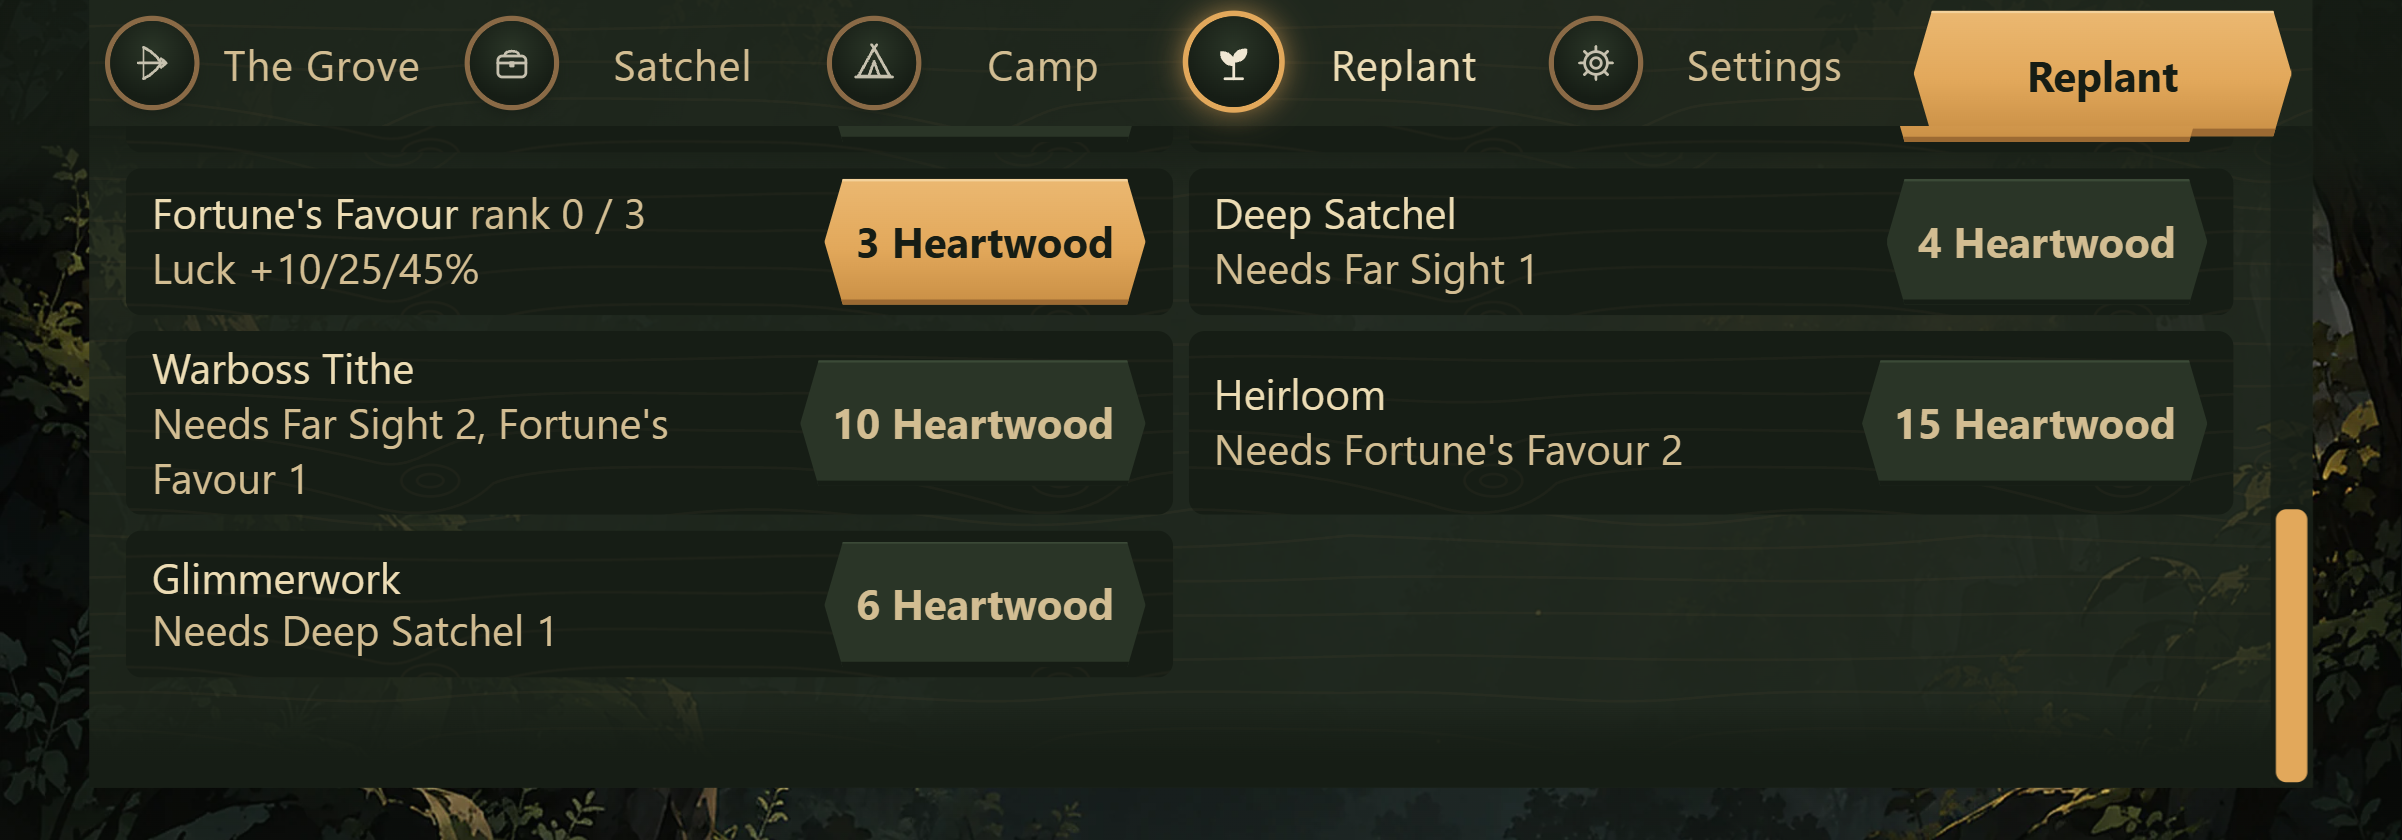 The Grove
Satchel
Camp
Replant
Settings
Replant
Fortune's Favour rank 0 / 3
Luck +10/25/45%
3 Heartwood
Deep Satchel
Needs Far Sight 1
4 Heartwood
Warboss Tithe
Needs Far Sight 2, Fortune's
Favour 1
10 Heartwood
Heirloom
Needs Fortune's Favour 2
15 Heartwood
Glimmerwork
Needs Deep Satchel 1
6 Heartwood